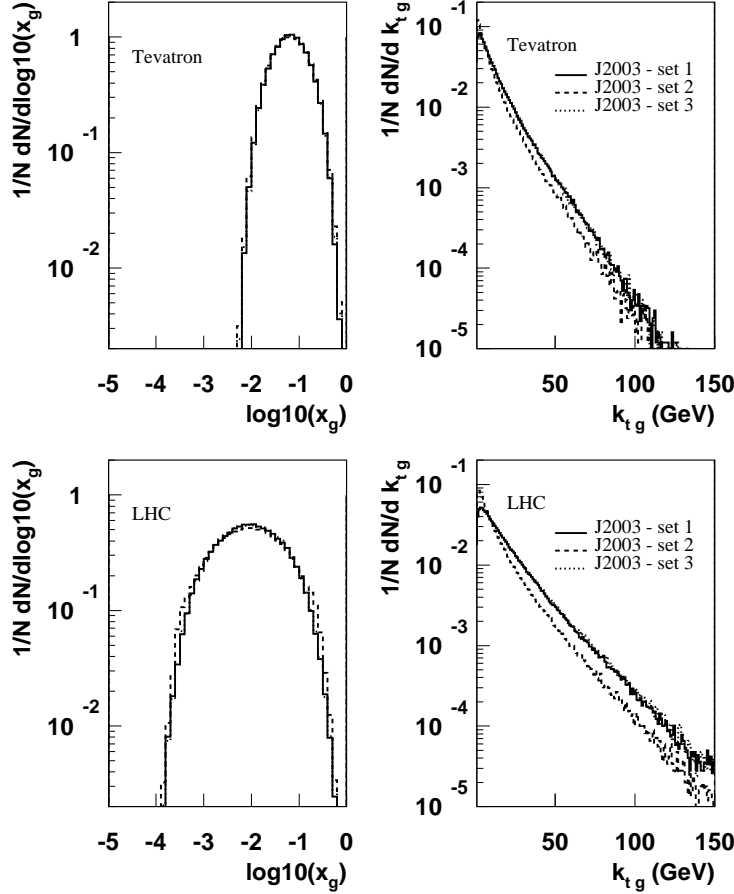 1/N dN/dlog10(x_g)
Tevatron
1
10^-1
10^-2
-5 -4 -3 -2 -1 0
log10(x_g)
1/N dN/d k_t g
Tevatron
J2003 - set 1
J2003 - set 2
J2003 - set 3
10^-1
10^-2
10^-3
10^-4
10^-5
50 100 150
k_t g (GeV)
1/N dN/dlog10(x_g)
LHC
1
10^-1
10^-2
-5 -4 -3 -2 -1 0
log10(x_g)
1/N dN/d k_t g
LHC
J2003 - set 1
J2003 - set 2
J2003 - set 3
10^-1
10^-2
10^-3
10^-4
10^-5
50 100 150
k_t g (GeV)